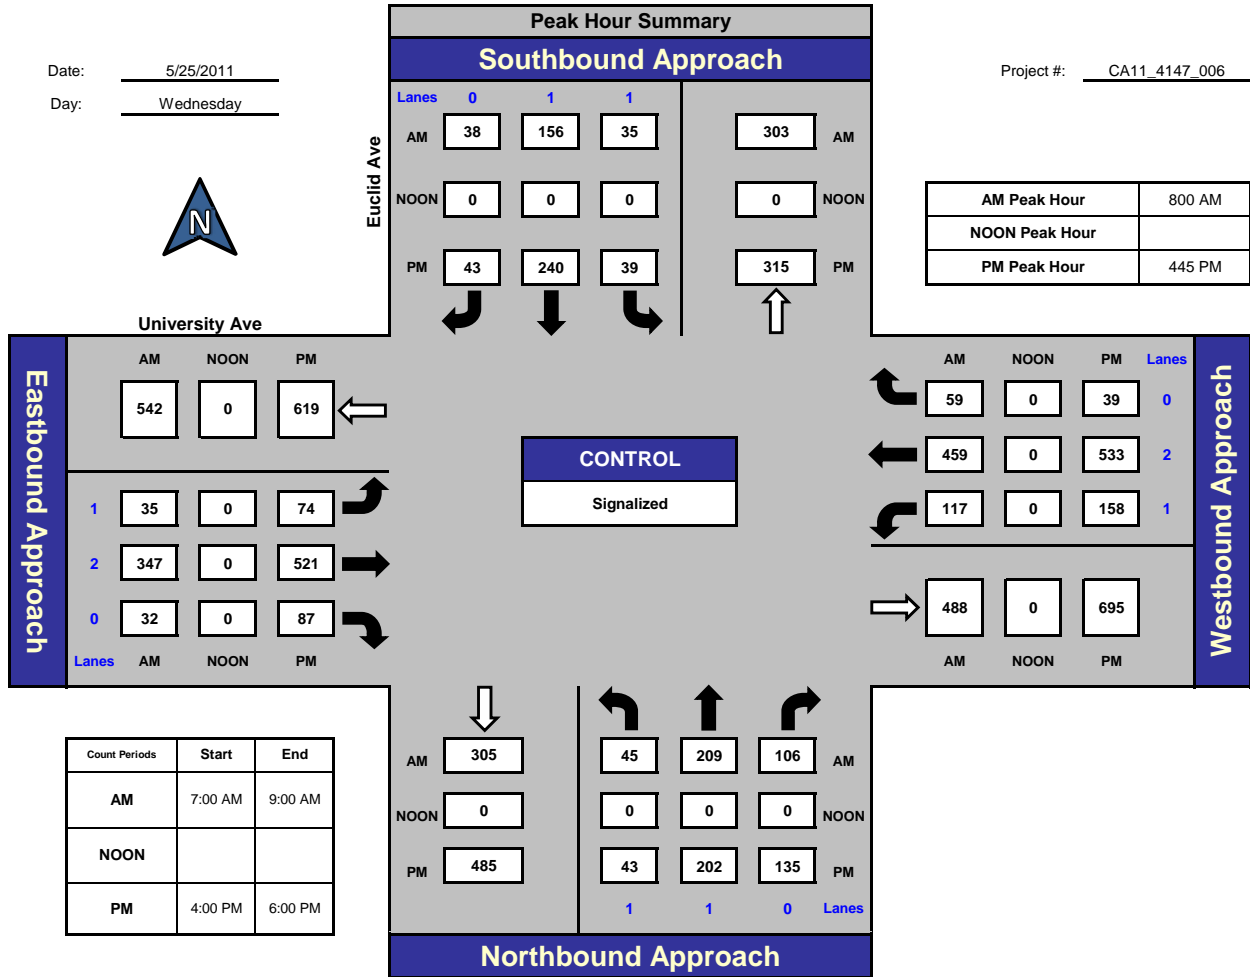 Peak Hour Summary
Southbound Approach
Date: 5/25/2011
Project #: CA11_4147_006
Day: Wednesday
Lanes 0 1 1
AM 38 156 35 303 AM
NOON 0 0 0 0 NOON
PM 43 240 39 315 PM
Euclid Ave
N
AM Peak Hour 800 AM
NOON Peak Hour
PM Peak Hour 445 PM
University Ave
Eastbound Approach
AM NOON PM
542 0 619
1 35 0 74
2 347 0 521
0 32 0 87
Lanes AM NOON PM
CONTROL
Signalized
AM NOON PM Lanes
59 0 39 0
459 0 533 2
117 0 158 1
488 0 695
AM NOON PM
Westbound Approach
Count Periods Start End
AM 7:00 AM 9:00 AM
NOON
PM 4:00 PM 6:00 PM
AM 305 45 209 106 AM
NOON 0 0 0 0 NOON
PM 485 43 202 135 PM
1 1 0 Lanes
Northbound Approach